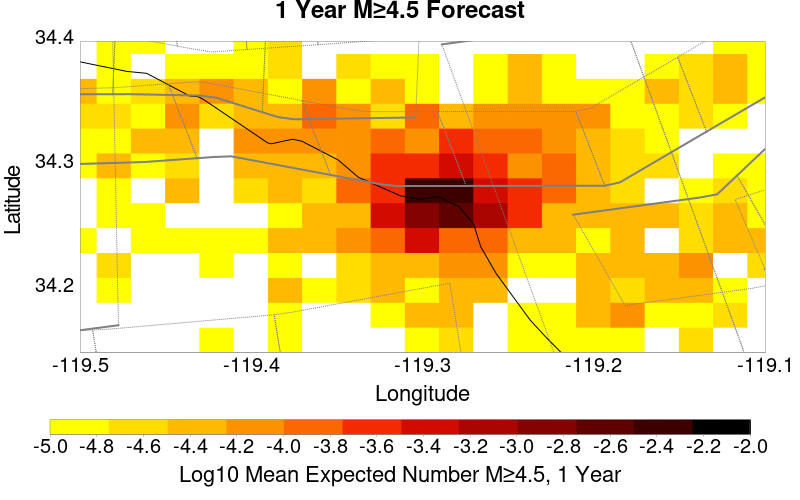 1 Year M≥4.5 Forecast
34.4
34.3
34.2
Latitude
-119.5 -119.4 -119.3 -119.2 -119.1
Longitude
-5.0 -4.8 -4.6 -4.4 -4.2 -4.0 -3.8 -3.6 -3.4 -3.2 -3.0 -2.8 -2.6 -2.4 -2.2 -2.0
Log10 Mean Expected Number M≥4.5, 1 Year